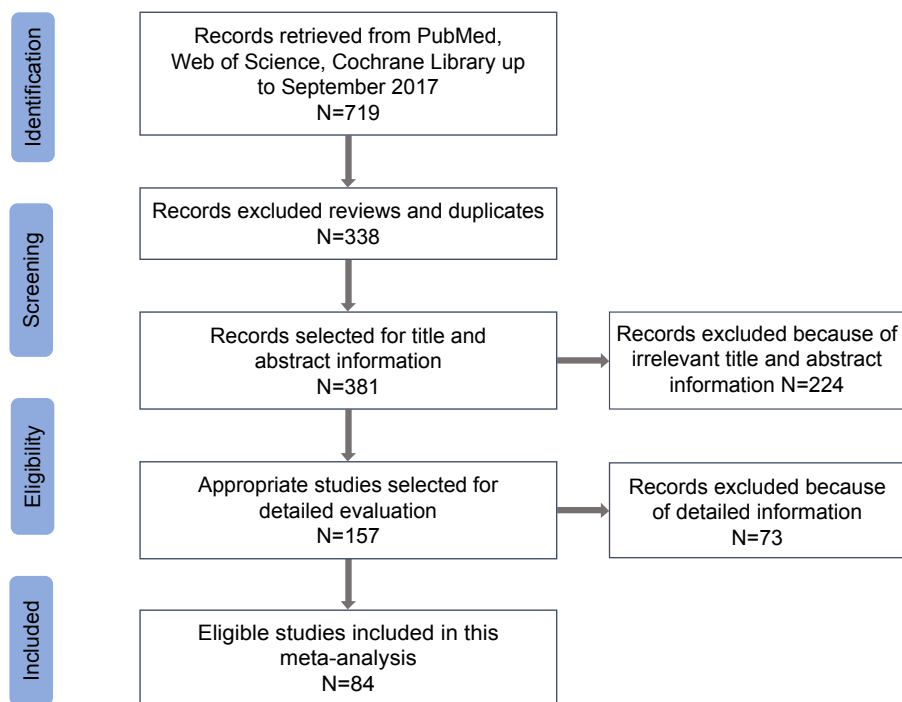 Identification
Records retrieved from PubMed,
Web of Science, Cochrane Library up
to September 2017
N=719
Screening
Records excluded reviews and duplicates
N=338
Records selected for title and
abstract information
N=381
Records excluded because of
irrelevant title and abstract
information N=224
Eligibility
Appropriate studies selected for
detailed evaluation
N=157
Records excluded because
of detailed information
N=73
Included
Eligible studies included in this
meta-analysis
N=84